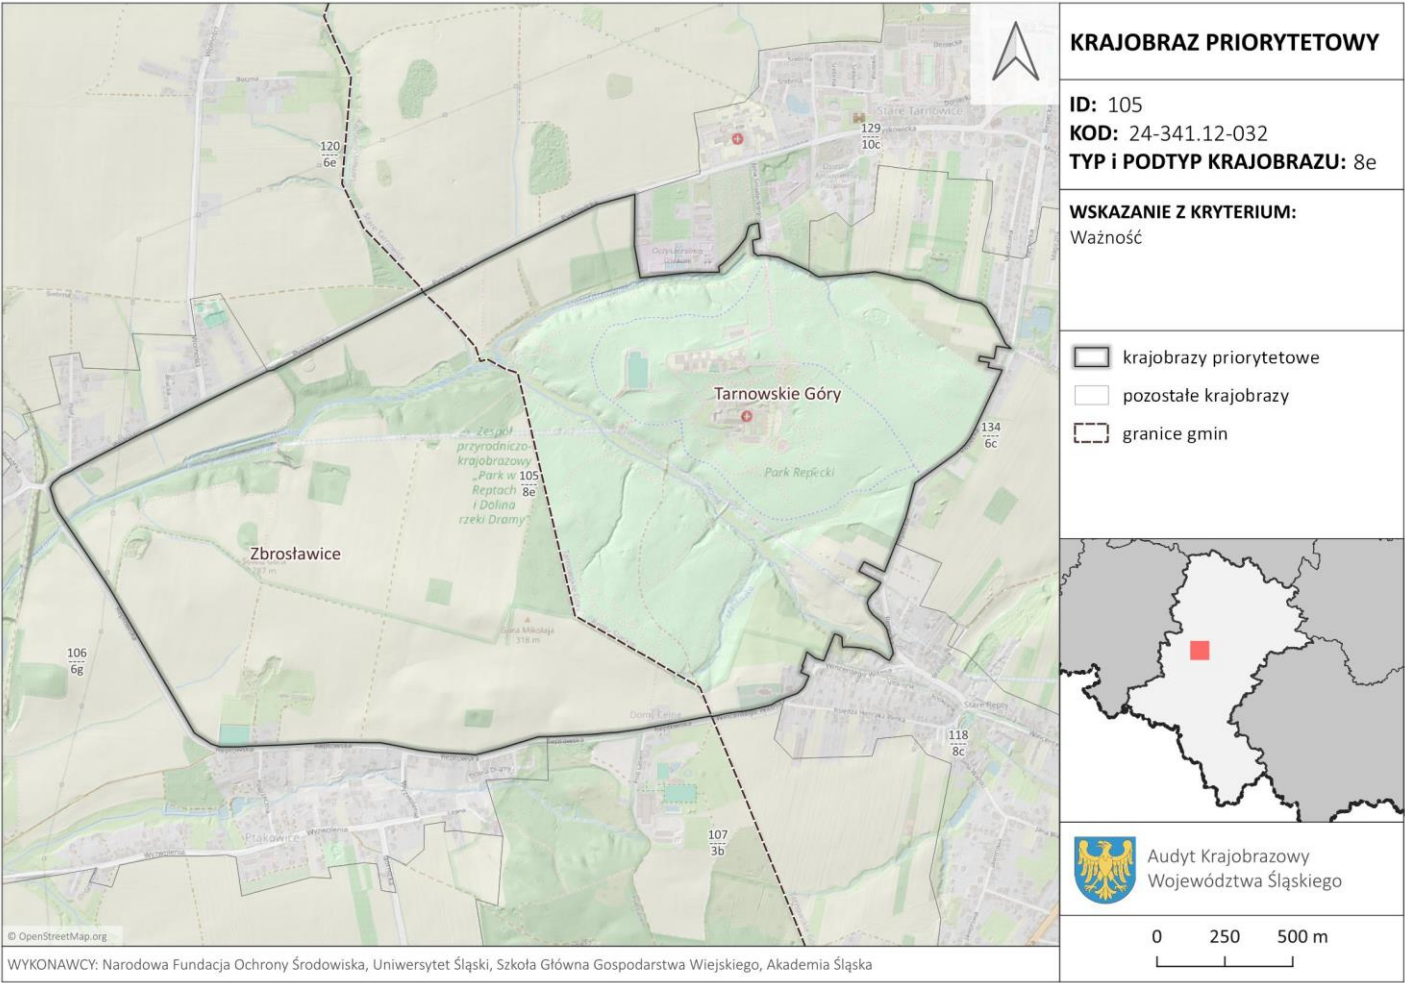 KRAJOBRAZ PRIORYTETOWY
ID: 105
KOD: 24-341.12-032
TYP i PODTYP KRAJOBRAZU: 8e
WSKAZANIE Z KRYTERIUM:
Ważność
krajobrazy priorytetowe
pozostałe krajobrazy
granice gmin
Audyt Krajobrazowy
Województwa Śląskiego
0 250 500 m
Stare Tarnowice
129
10c
120
6e
Tarnowskie Góry
134
6c
Park Repecki
Zespół
przyrodniczo-
krajobrazowy
„Park w
Reptach
i Dolina
rzeki Dramy"
105
8e
Zbrosławice
Góra Mikołaja
318 m
106
6g
Stare Repty
118
8c
Ptakowice
107
3b
© OpenStreetMap.org
WYKONAWCY: Narodowa Fundacja Ochrony Środowiska, Uniwersytet Śląski, Szkoła Główna Gospodarstwa Wiejskiego, Akademia Śląska